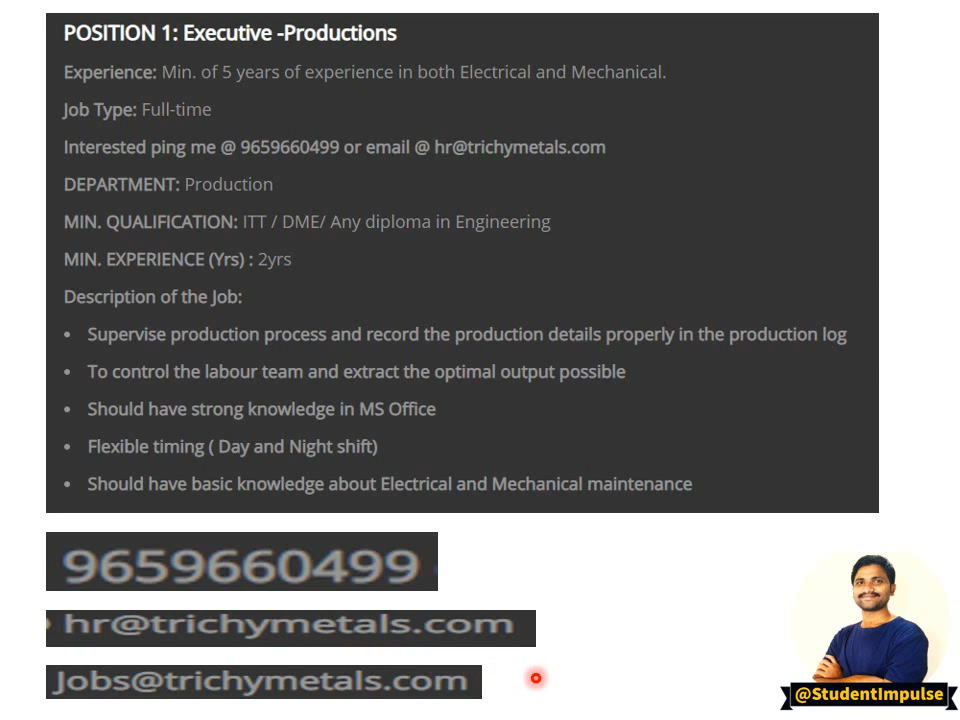 POSITION 1: Executive -Productions
Experience: Min. of 5 years of experience in both Electrical and Mechanical.
Job Type: Full-time
Interested ping me @ 9659660499 or email @ hr@trichymetals.com
DEPARTMENT: Production
MIN. QUALIFICATION: ITT / DME/ Any diploma in Engineering
MIN. EXPERIENCE (Yrs) : 2yrs
Description of the Job:
• Supervise production process and record the production details properly in the production log
• To control the labour team and extract the optimal output possible
• Should have strong knowledge in MS Office
• Flexible timing ( Day and Night shift)
• Should have basic knowledge about Electrical and Mechanical maintenance
9659660499
hr@trichymetals.com
Jobs@trichymetals.com
@StudentImpulse